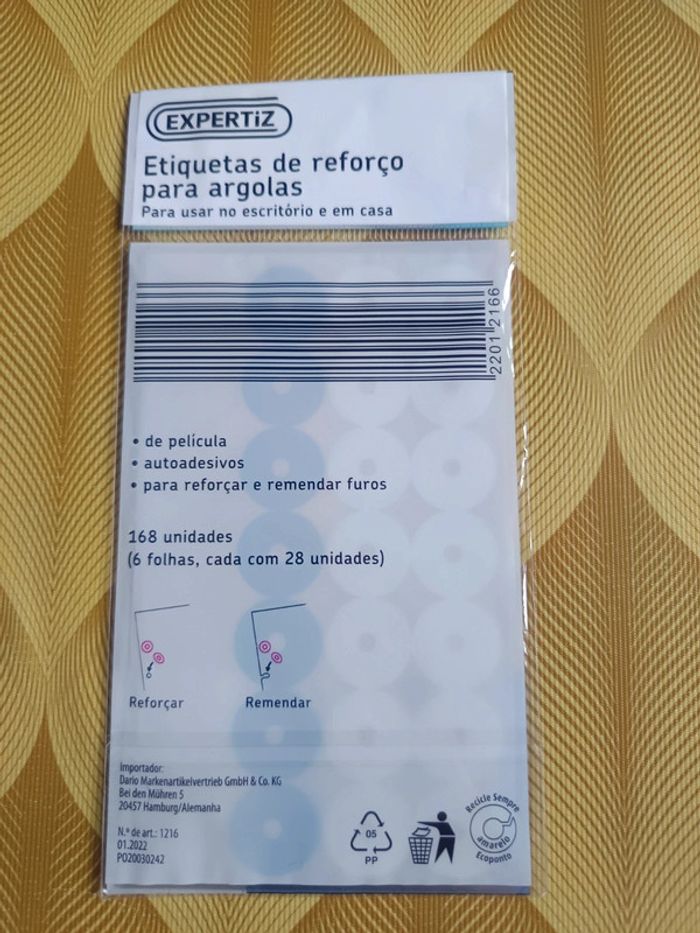 EXPERTiZ
Etiquetas de reforço
para argolas
Para usar no escritório e em casa
2201 2166
• de película
• autoadesivos
• para reforçar e remendar furos
168 unidades
(6 folhas, cada com 28 unidades)
Reforçar
Remendar
Importador:
Dario Markenartikelvertrieb GmbH & Co. KG
Bei den Mühren 5
20457 Hamburg/Alemanha
N.º de art.: 1216
01.2022
PO20030242
05
PP
Recicle Sempre
amarelo
Ecoponto